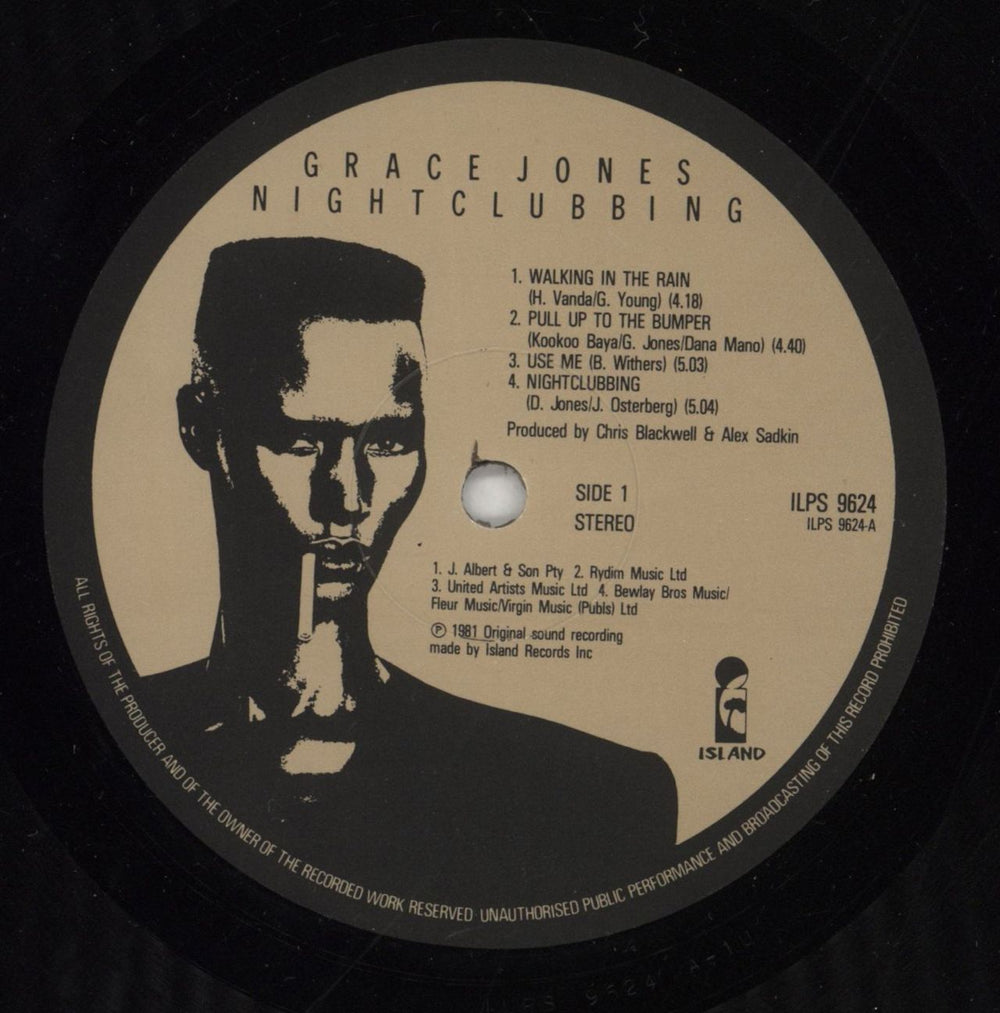 GRACE JONES
NIGHTCLUBBING
1. WALKING IN THE RAIN
(H. Vanda/G. Young) (4.18)
2. PULL UP TO THE BUMPER
(Kookoo Baya/G. Jones/Dana Mano) (4.40)
3. USE ME (B. Withers) (5.03)
4. NIGHTCLUBBING
(D. Jones/J. Osterberg) (5.04)
Produced by Chris Blackwell & Alex Sadkin
SIDE 1
STEREO
ILPS 9624
ILPS 9624-A
1. J. Albert & Son Pty 2. Rydim Music Ltd
3. United Artists Music Ltd 4. Bewlay Bros Music/
Fleur Music/Virgin Music (Publs) Ltd
Ⓟ 1981 Original sound recording
made by Island Records Inc
ISLAND
ALL RIGHTS OF THE PRODUCER AND OF THE OWNER OF THE RECORDED WORK RESERVED UNAUTHORISED PUBLIC PERFORMANCE AND BROADCASTING OF THIS RECORD PROHIBITED